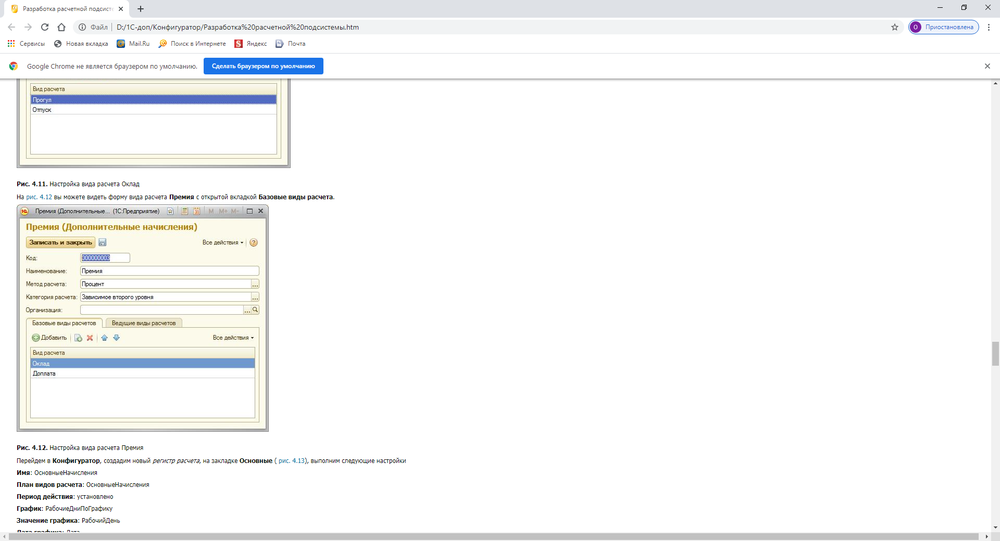 Разработка расчетной подсисте
Файл D:/1С-доп/Конфигуратор/Разработка%20расчетной%20подсистемы.htm
О Приостановлена
Сервисы Новая вкладка Mail.Ru Поиск в Интернете Яндекс Почта
Google Chrome не является браузером по умолчанию. Сделать браузером по умолчанию
Вид расчета
Прогул
Отпуск
Рис. 4.11. Настройка вида расчета Оклад
На рис. 4.12 вы можете видеть форму вида расчета Премия с открытой вкладкой Базовые виды расчета.
Премия (Дополнительные... (1С:Предприятие) 31 M M+ M-
Премия (Дополнительные начисления)
Записать и закрыть Все действия ?
Код: 000000003
Наименование: Премия
Метод расчета: Процент ...
Категория расчета: Зависимое второго уровня ...
Организация: ...
Базовые виды расчетов Ведущие виды расчетов
Добавить Все действия
Вид расчета
Оклад
Доплата
Рис. 4.12. Настройка вида расчета Премия
Перейдем в Конфигуратор, создадим новый регистр расчета, на закладке Основные ( рис. 4.13), выполним следующие настройки
Имя: ОсновныеНачисления
План видов расчета: ОсновныеНачисления
Период действия: установлено
График: РабочиеДниПоГрафику
Значение графика: РабочийДень
Дата графика: Дата